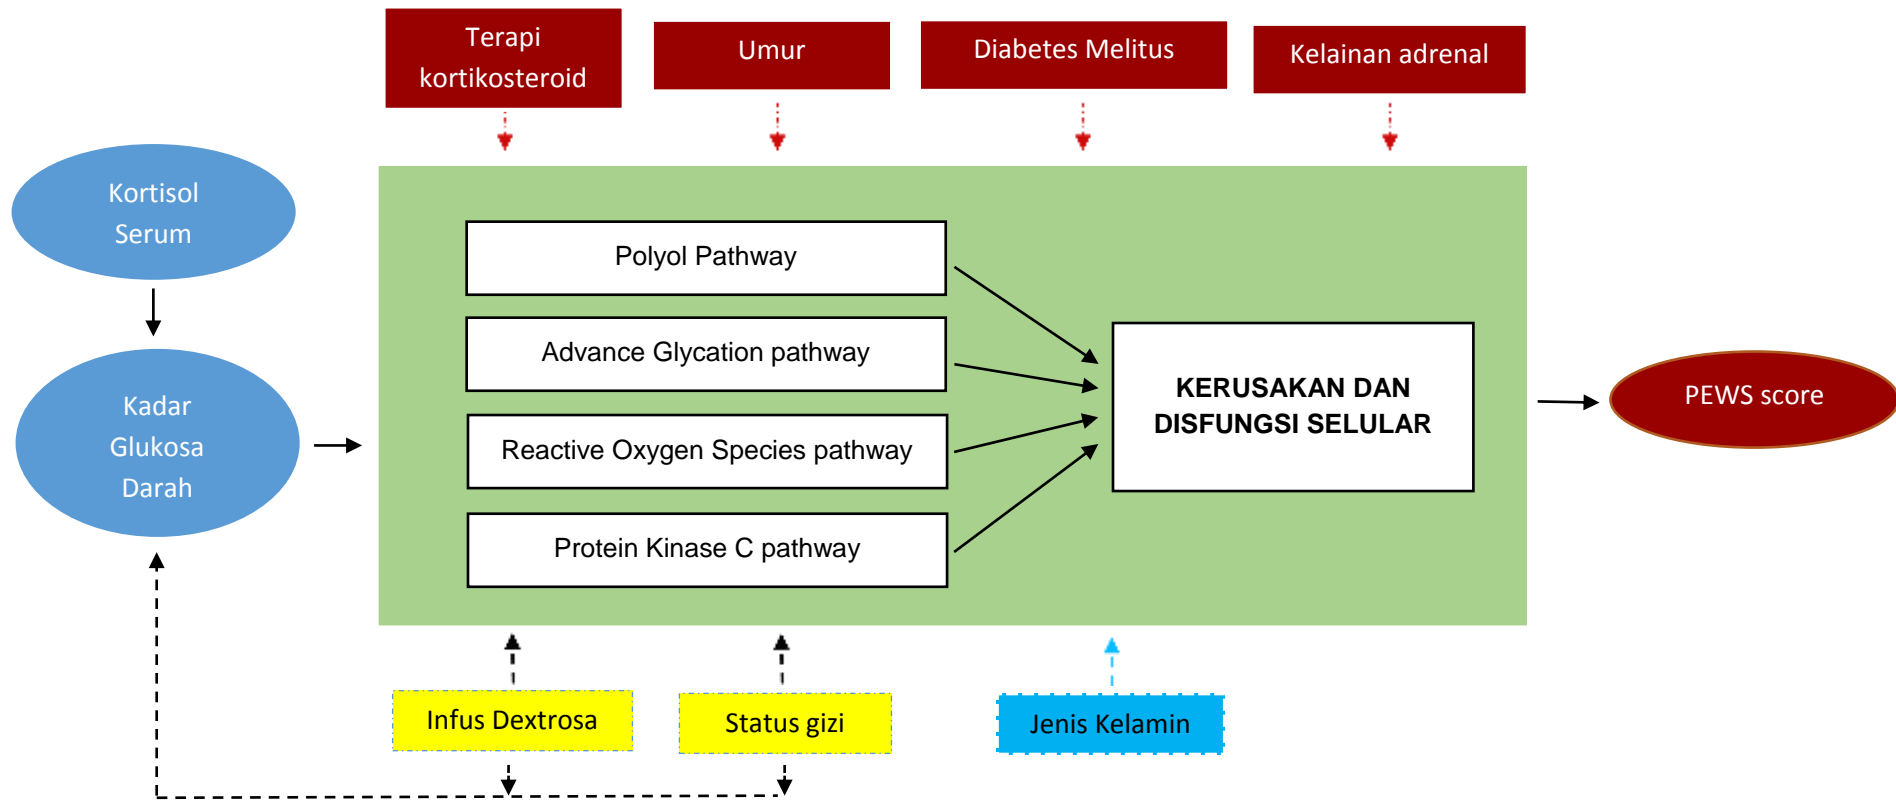 Terapi
kortikosteroid
Umur
Diabetes Melitus
Kelainan adrenal
Kortisol
Serum
Polyol Pathway
Advance Glycation pathway
KERUSAKAN DAN
DISFUNGSI SELULAR
PEWS score
Kadar
Glukosa
Darah
Reactive Oxygen Species pathway
Protein Kinase C pathway
Infus Dextrosa
Status gizi
Jenis Kelamin